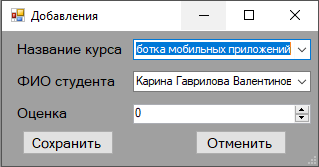 Добавления
Название курса ботка мобильных приложений
ФИО студента Карина Гаврилова Валентинов
Оценка 0
Сохранить Отменить